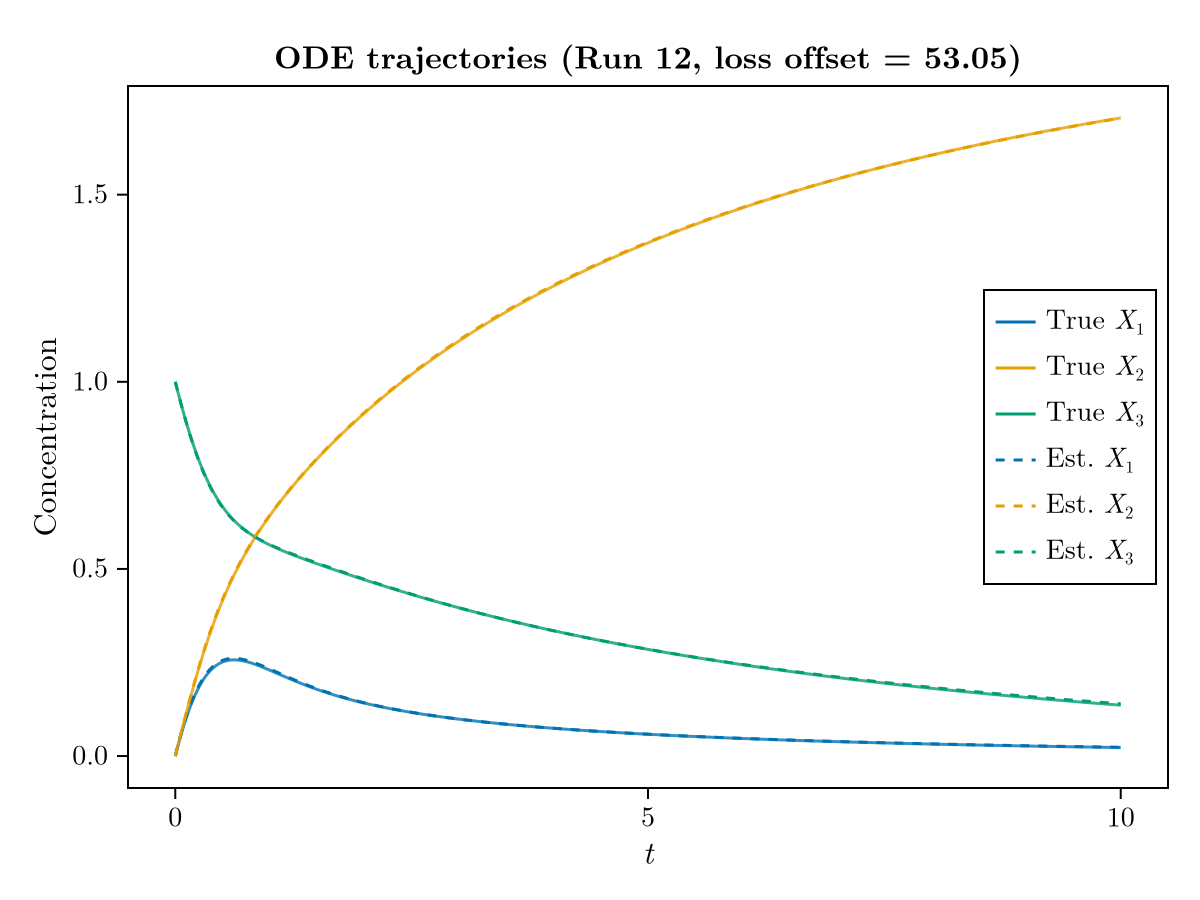 ODE trajectories (Run 12, loss offset = 53.05)
Concentration
1.5
1.0
0.5
0.0
True X₁
True X₂
True X₃
Est. X₁
Est. X₂
Est. X₃
0 5 10
t